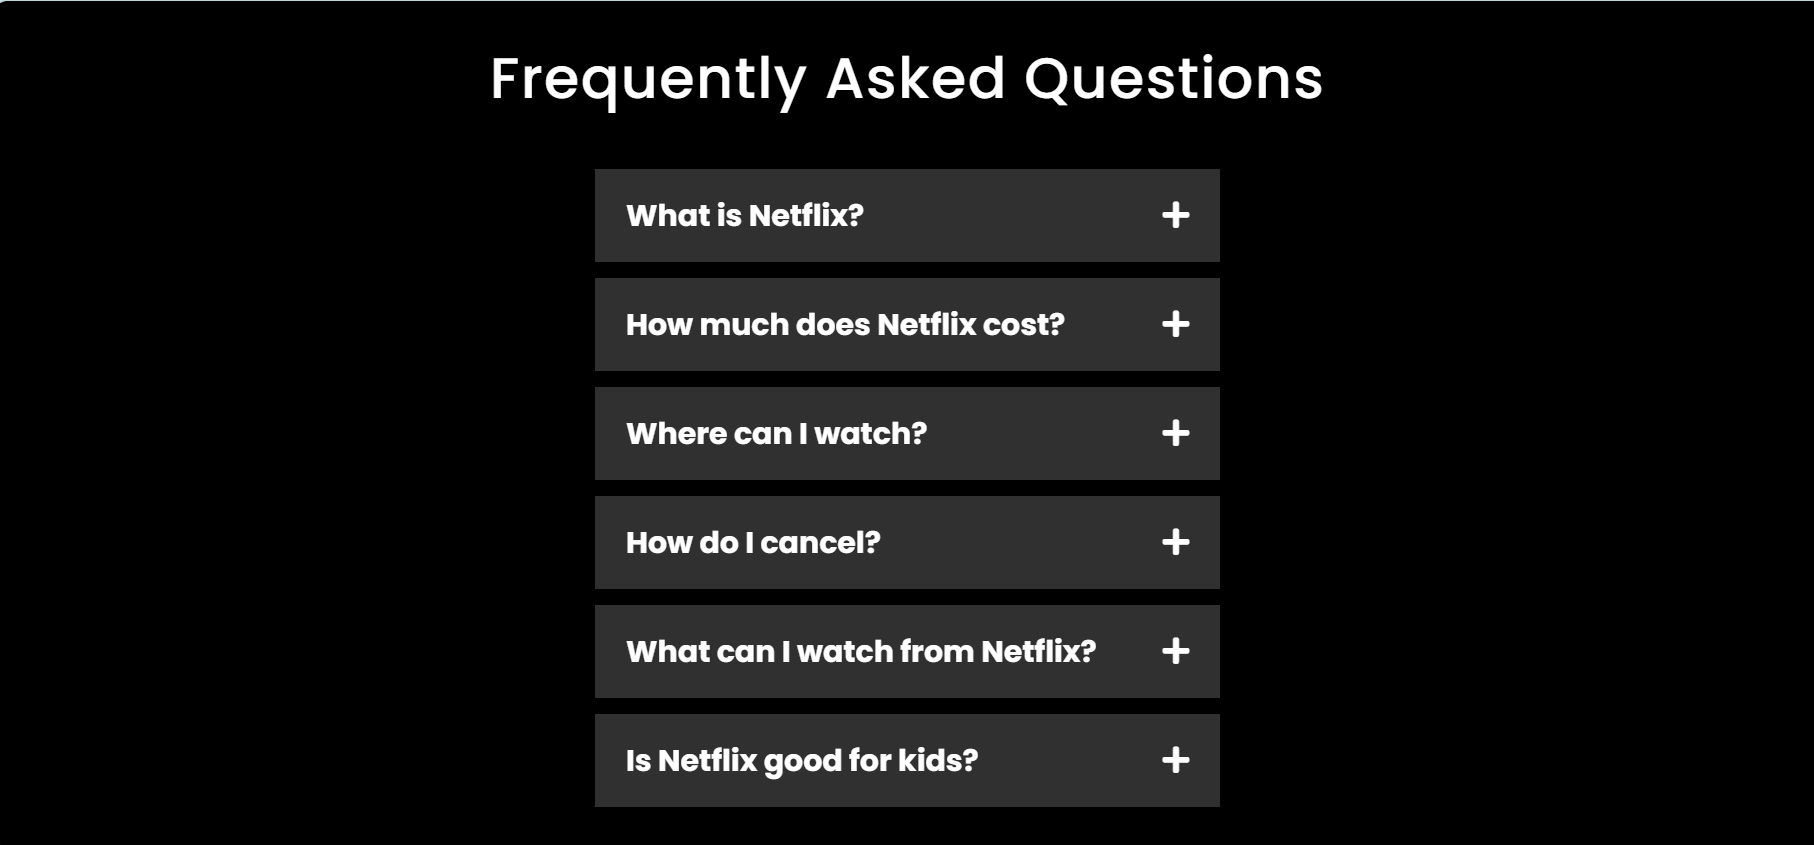 Frequently Asked Questions
What is Netflix?
How much does Netflix cost?
Where can I watch?
How do I cancel?
What can I watch from Netflix?
Is Netflix good for kids?